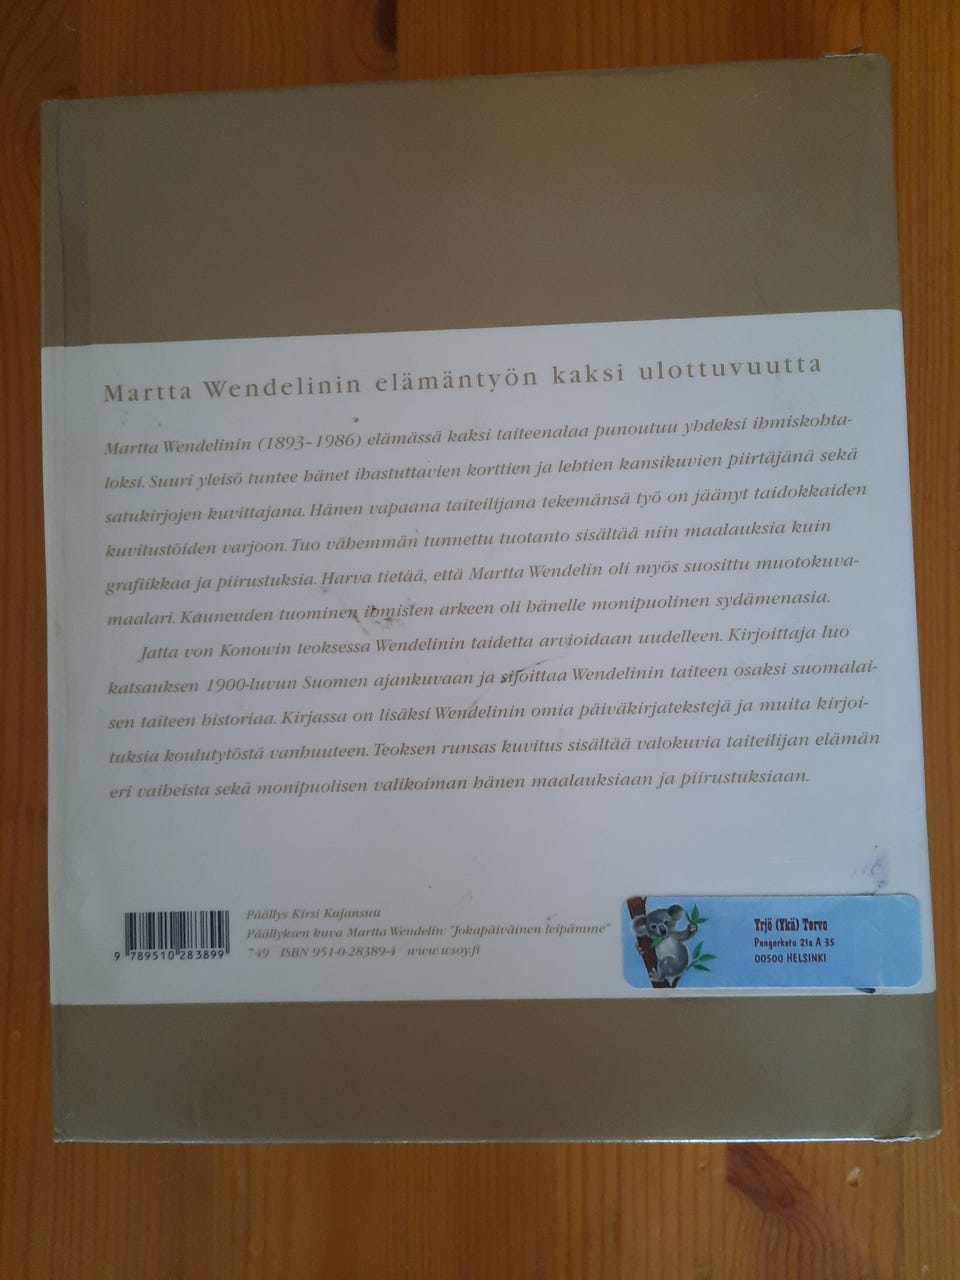 Martta Wendelinin elämäntyön kaksi ulottuvuutta
Martta Wendelinin (1893–1986) elämässä kaksi taiteenalaa punoutuu yhdeksi ihmiskohta-
loksi. Suuri yleisö tuntee hänet ihastuttavien korttien ja lehtien kansikuvien piirtäjänä sekä
satukirjojen kuvittajana. Hänen vapaana taiteilijana tekemänsä työ on jäänyt taidokkaiden
kuvitustöiden varjoon. Tuo vähemmän tunnettu tuotanto sisältää niin maalauksia kuin
grafiikkaa ja piirustuksia. Harva tietää, että Martta Wendelin oli myös suosittu muotokuva-
maalari. Kauneuden tuominen ihmisten arkeen oli hänelle monipuolinen sydämenasia.
Jatta von Konowin teoksessa Wendelinin taidetta arvioidaan uudelleen. Kirjoittaja luo
katsauksen 1900-luvun Suomen ajankuvaan ja sijoittaa Wendelinin taiteen osaksi suomalai-
sen taiteen historiaa. Kirjassa on lisäksi Wendelinin omia päiväkirjatekstejä ja muita kirjoi-
tuksia koulutytöstä vanhuuteen. Teoksen runsas kuvitus sisältää valokuvia taiteilijan elämän
eri vaiheista sekä monipuolisen valikoiman hänen maalauksiaan ja piirustuksiaan.
Päällys Kirsi Kujansuu
Päällyksen kuva Martta Wendelin: "Jokapäiväinen leipämme"
749 ISBN 951-0-28389-4 www.wsoy.fi
9 789510 283899
Yrjö (Ykä) Torvo
Pengerkatu 21a A 35
00500 HELSINKI